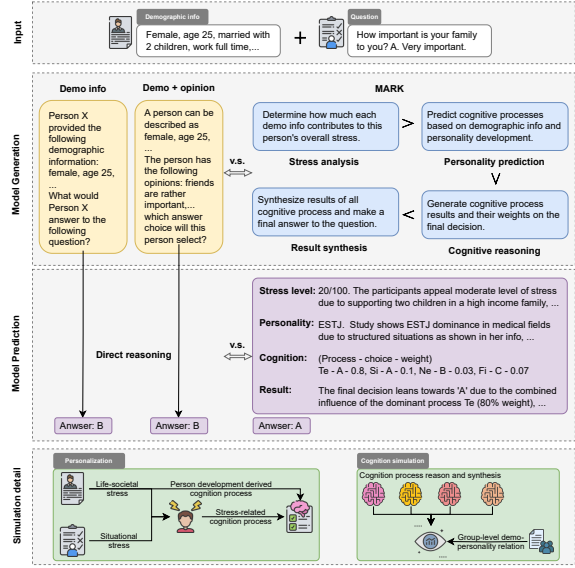 Input
Demographic info
Female, age 25, married with
2 children, work full time,...
+
Question
How important is your family
to you? A. Very important.
Model Generation
Demo info
Person X
provided the
following
demographic
information:
female, age 25,
...
What would
Person X
answer to the
following
question?
Demo + opinion
A person can be
described as
female, age 25,
...
The person has
the following
opinions: friends
are rather
important,...
which answer
choice will this
person select?
v.s.
MARK
Determine how much each
demo info contributes to this
person's overall stress.
Stress analysis
Predict cognitive processes
based on demographic info and
personality development.
Personality prediction
Synthesize results of all
cognitive process and make a
final answer to the question.
Result synthesis
Generate cognitive process
results and their weights on the
final decision.
Cognitive reasoning
Model Prediction
Direct reasoning
v.s.
Stress level: 20/100. The participants appeal moderate level of stress
due to supporting two children in a high income family, ...
Personality: ESTJ. Study shows ESTJ dominance in medical fields
due to structured situations as shown in her info, ...
Cognition: (Process - choice - weight)
Te - A - 0.8, Si - A - 0.1, Ne - B - 0.03, Fi - C - 0.07
Result: The final decision leans towards 'A' due to the combined
influence of the dominant process Te (80% weight), ...
Anwser: B
Anwser: B
Anwser: A
Simulation detail
Personalization
Life-societal
stress
Person development derived
cognition process
Situational
stress
Stress-related
cognition process
Cognition simulation
Cognition process reason and synthesis
Group-level demo-
personality relation